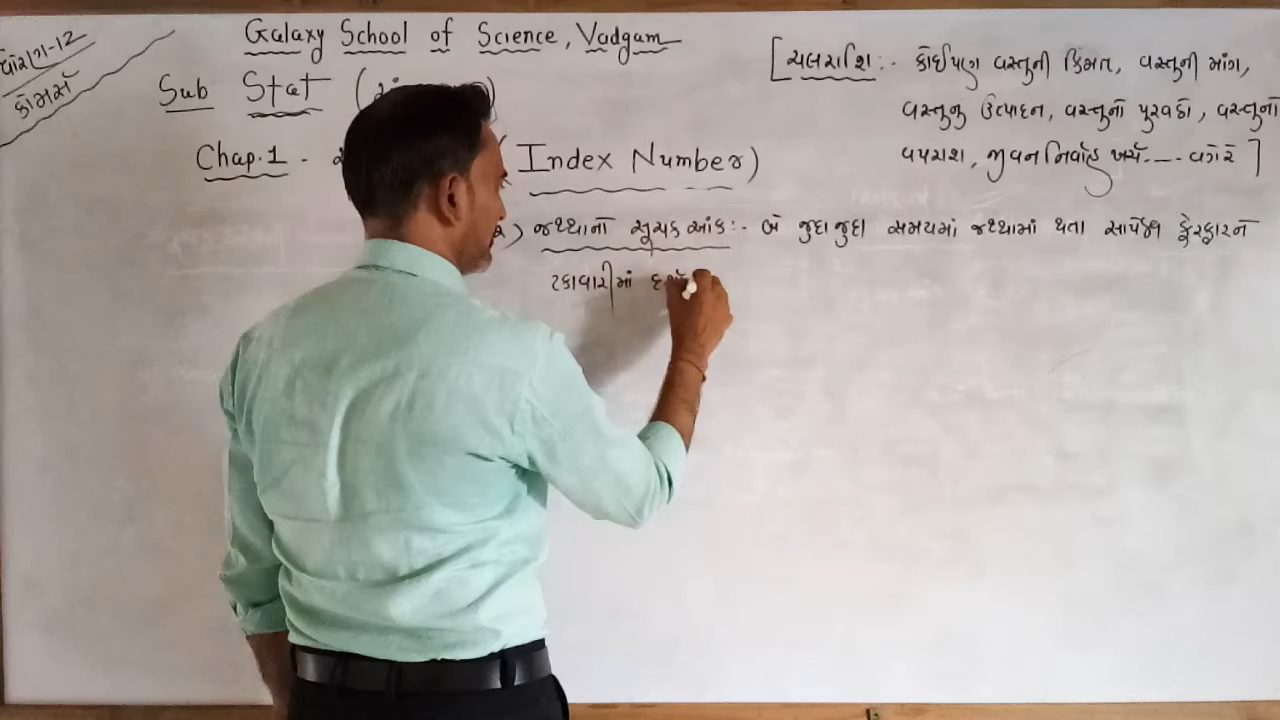 ધોરણ-12
કોમર્સ
Galaxy School of Science, Vadgam
Sub Stat (
Chap.1 - (Index Number)
[ચલરાશિ :- કોઈપણ વસ્તુની કિંમત, વસ્તુની માંગ,
વસ્તુનુ ઉત્પાદન, વસ્તુનો પુરવઠો, વસ્તુનો
વપરાશ, જીવનનિર્વાહ ખર્ચ---- વગેરે]
૨) જથ્થાનો સૂચક આંક :- બે જુદાજુદા સમયમાં જથ્થામાં થતા સાપેક્ષ ફેરફારને
ટકાવારીમાં